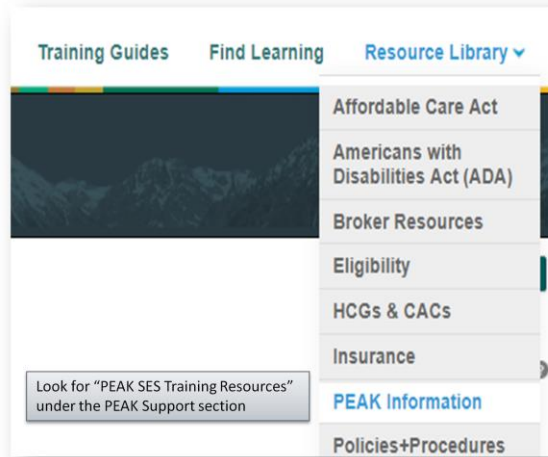 Training Guides Find Learning Resource Library
Affordable Care Act
Americans with
Disabilities Act (ADA)
Broker Resources
Eligibility
HCGs & CACs
Insurance
PEAK Information
Policies+Procedures
Look for “PEAK SES Training Resources”
under the PEAK Support section